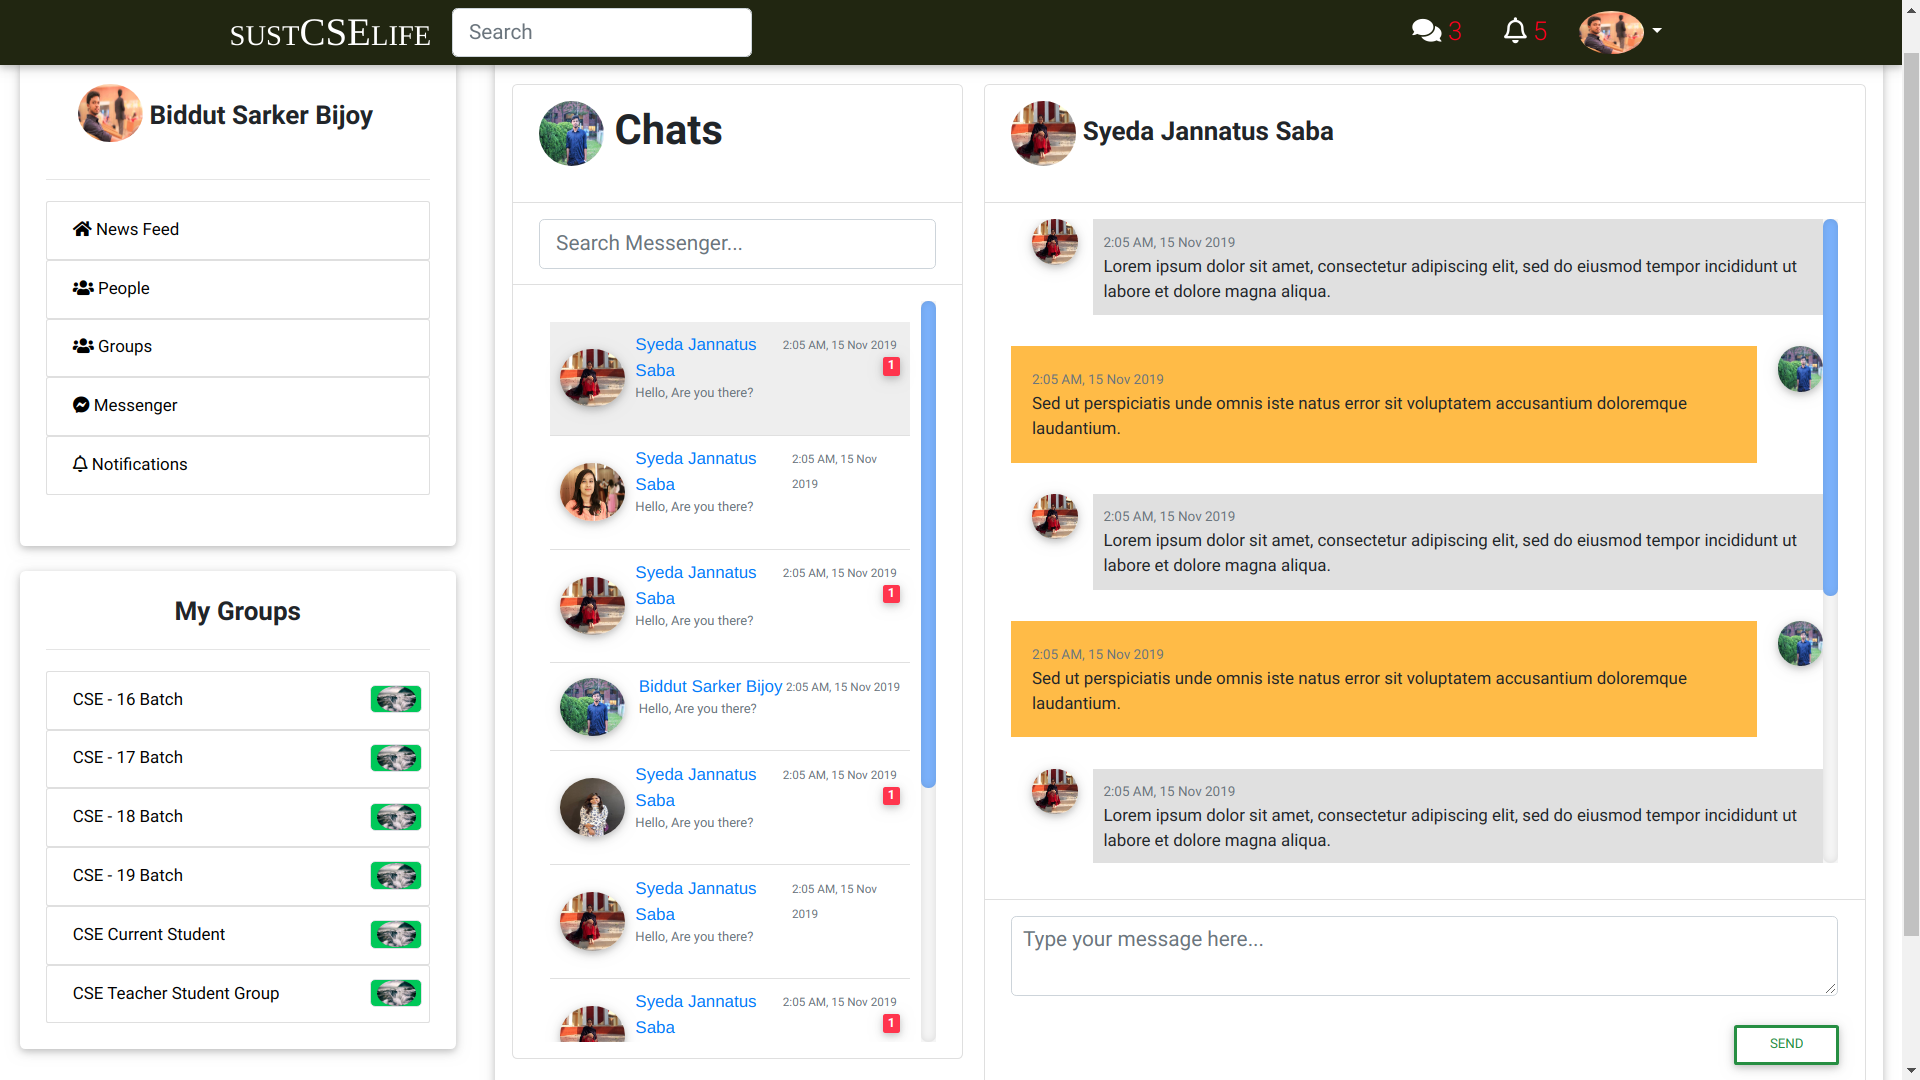 SUSTCSELIFE
Search
3
5
Biddut Sarker Bijoy
News Feed
People
Groups
Messenger
Notifications
My Groups
CSE - 16 Batch
CSE - 17 Batch
CSE - 18 Batch
CSE - 19 Batch
CSE Current Student
CSE Teacher Student Group
Chats
Search Messenger...
Syeda Jannatus Saba
2:05 AM, 15 Nov 2019
1
Hello, Are you there?
Syeda Jannatus Saba
2:05 AM, 15 Nov 2019
Hello, Are you there?
Syeda Jannatus Saba
2:05 AM, 15 Nov 2019
1
Hello, Are you there?
Biddut Sarker Bijoy 2:05 AM, 15 Nov 2019
Hello, Are you there?
Syeda Jannatus Saba
2:05 AM, 15 Nov 2019
1
Hello, Are you there?
Syeda Jannatus Saba
2:05 AM, 15 Nov 2019
Hello, Are you there?
Syeda Jannatus Saba
2:05 AM, 15 Nov 2019
1
Syeda Jannatus Saba
2:05 AM, 15 Nov 2019
Lorem ipsum dolor sit amet, consectetur adipiscing elit, sed do eiusmod tempor incididunt ut
labore et dolore magna aliqua.
2:05 AM, 15 Nov 2019
Sed ut perspiciatis unde omnis iste natus error sit voluptatem accusantium doloremque
laudantium.
2:05 AM, 15 Nov 2019
Lorem ipsum dolor sit amet, consectetur adipiscing elit, sed do eiusmod tempor incididunt ut
labore et dolore magna aliqua.
2:05 AM, 15 Nov 2019
Sed ut perspiciatis unde omnis iste natus error sit voluptatem accusantium doloremque
laudantium.
2:05 AM, 15 Nov 2019
Lorem ipsum dolor sit amet, consectetur adipiscing elit, sed do eiusmod tempor incididunt ut
labore et dolore magna aliqua.
Type your message here...
SEND